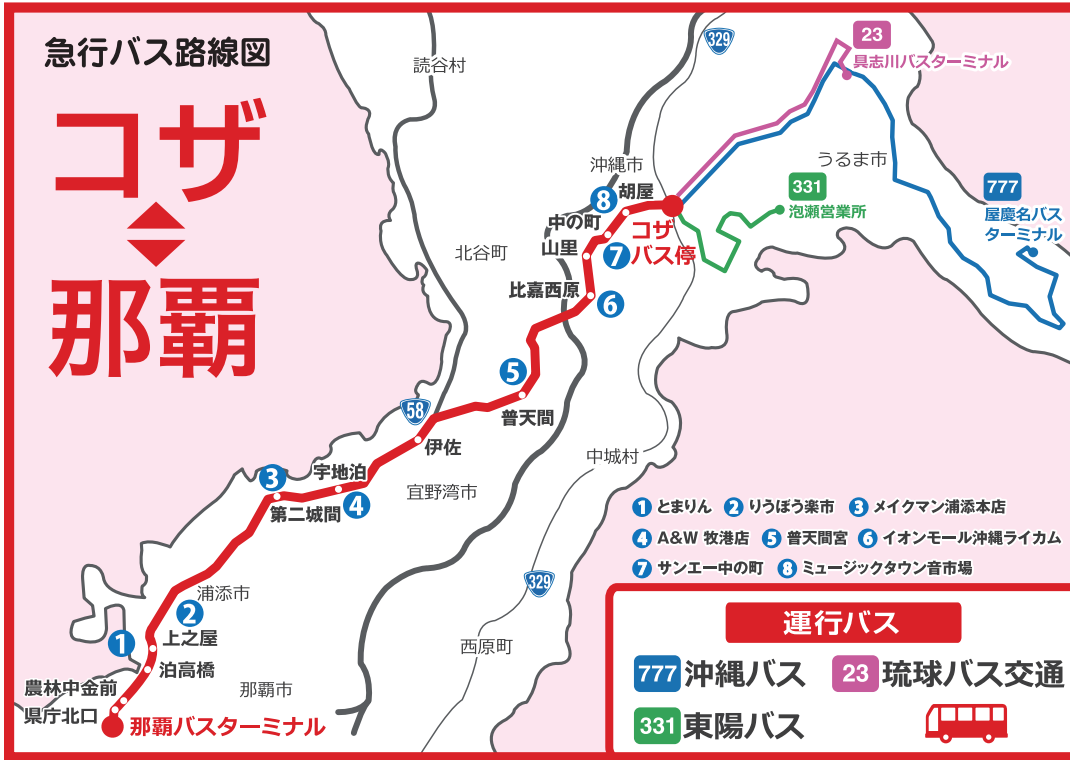 急行バス路線図
コザ
那覇
329
23
具志川バスターミナル
読谷村
沖縄市
うるま市
胡屋
8
331
泡瀬営業所
777
屋慶名バス
ターミナル
中の町
コザ
バス停
7
山里
北谷町
比嘉西原
6
5
普天間
58
伊佐
中城村
宇地泊
3
4
第二城間
宜野湾市
1 とまりん 2 りうぼう楽市 3 メイクマン浦添本店
4 A&W 牧港店 5 普天間宮 6 イオンモール沖縄ライカム
7 サンエー中の町 8 ミュージックタウン音市場
329
浦添市
2
1
上之屋
泊高橋
西原町
農林中金前
那覇市
県庁北口
那覇バスターミナル
運行バス
777 沖縄バス 23 琉球バス交通
331 東陽バス